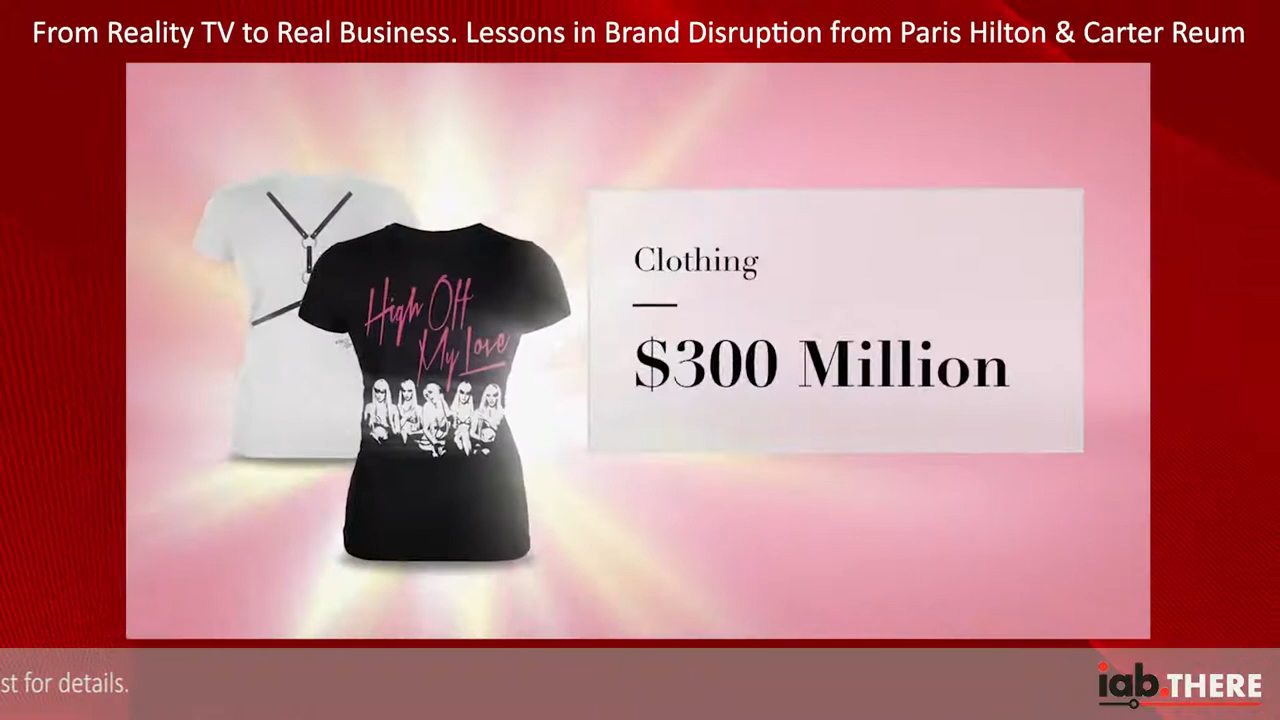 From Reality TV to Real Business. Lessons in Brand Disruption from Paris Hilton & Carter Reum
High Off
My Love
Clothing
$300 Million
st for details.
iab.THERE